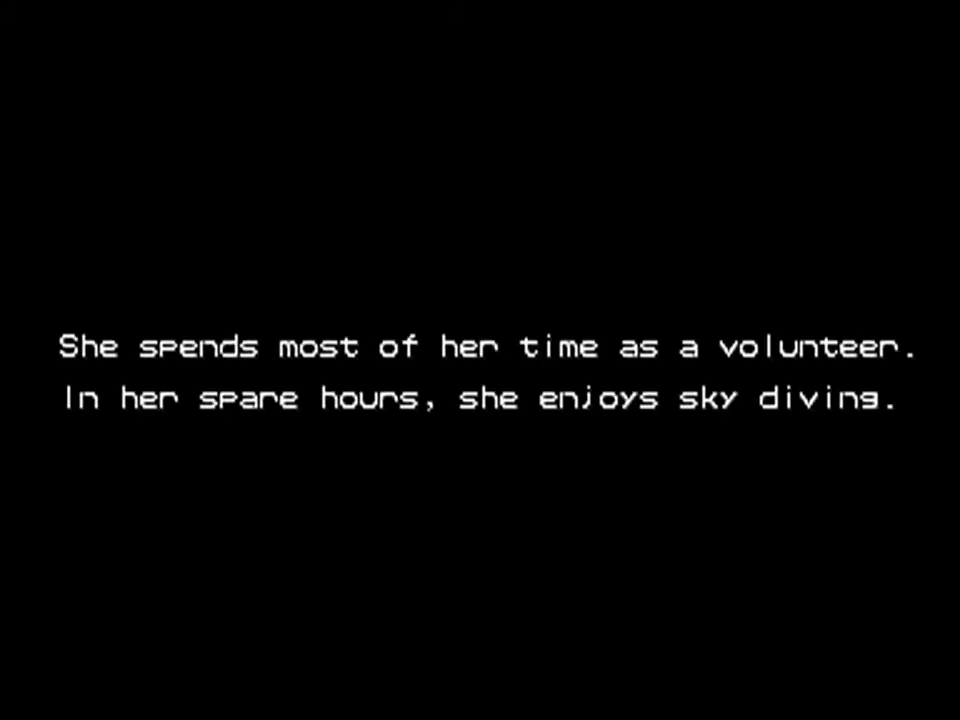 She spends most of her time as a volunteer.
In her spare hours, she enjoys sky diving.